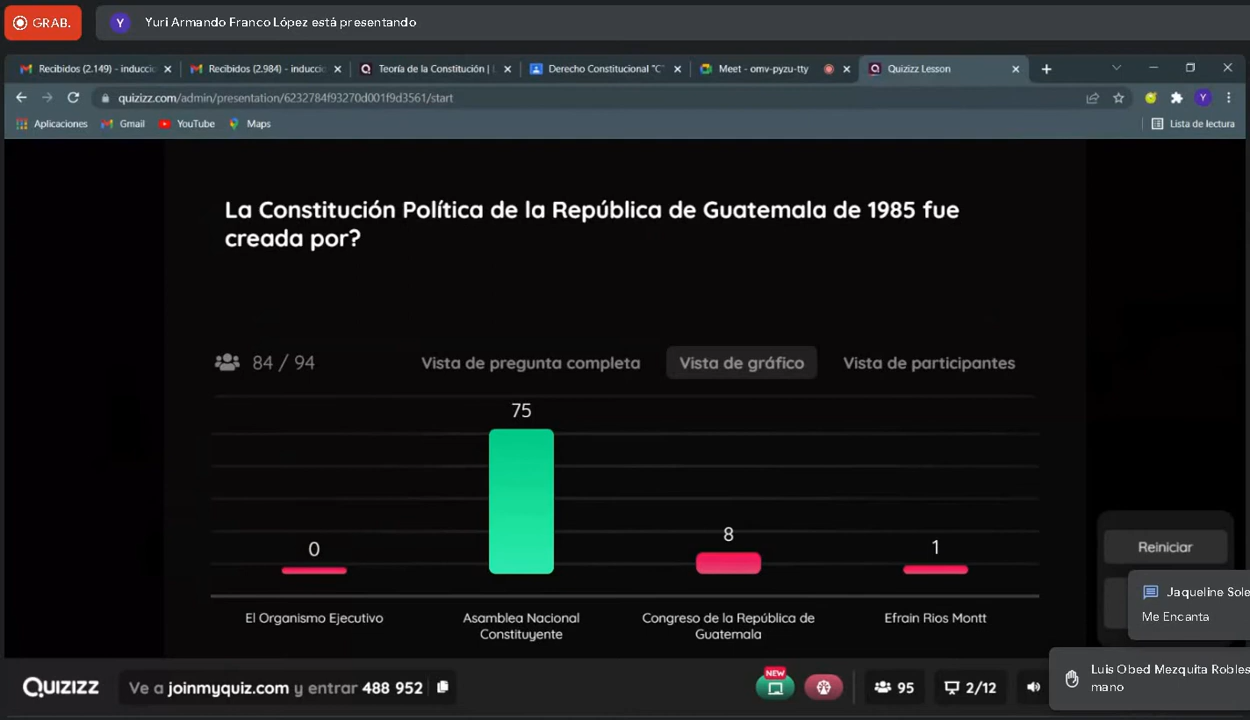 GRAB.
Y
Yuri Armando Franco López está presentando
Recibidos (2.149) - inducci
Recibidos (2.984) - induccio
Teoría de la Constitución |
Derecho Constitucional "C"
Meet - omv-pyzu-tty
Quizizz Lesson
quizizz.com/admin/presentation/6232784f93270d001f9d3561/start
Y
Aplicaciones
Gmail
YouTube
Maps
Lista de lectura
La Constitución Política de la República de Guatemala de 1985 fue
creada por?
84 / 94
Vista de pregunta completa
Vista de gráfico
Vista de participantes
0
75
8
1
El Organismo Ejecutivo
Asamblea Nacional
Constituyente
Congreso de la República de
Guatemala
Efrain Rios Montt
Reiniciar
Jaqueline Sole
Me Encanta
Luis Obed Mezquita Robles
mano
QUIZIZZ
Ve a joinmyquiz.com y entrar 488 952
NEW
95
2/12